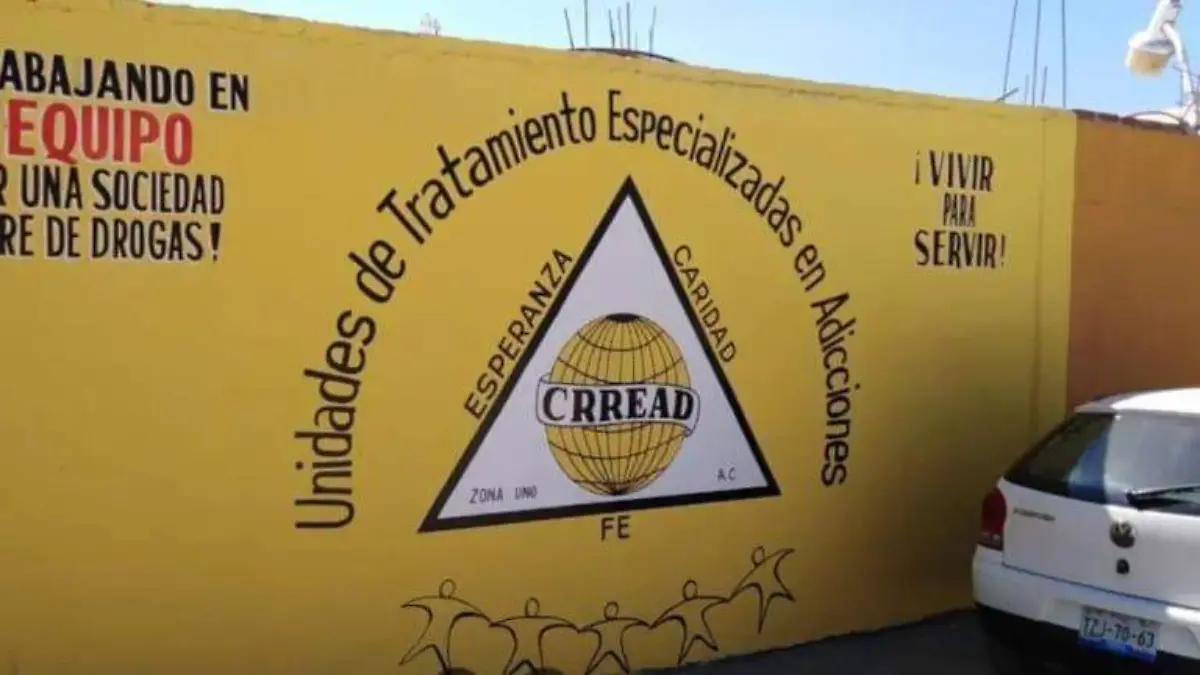 ABAJANDO EN
EQUIPO
R UNA SOCIEDAD
RE DE DROGAS!
Unidades de Tratamiento Especializadas en Adicciones
ESPERANZA
CARIDAD
CRREAD
ZONA UNO
A.C
FE
¡VIVIR
PARA
SERVIR!
TZJ-70-63